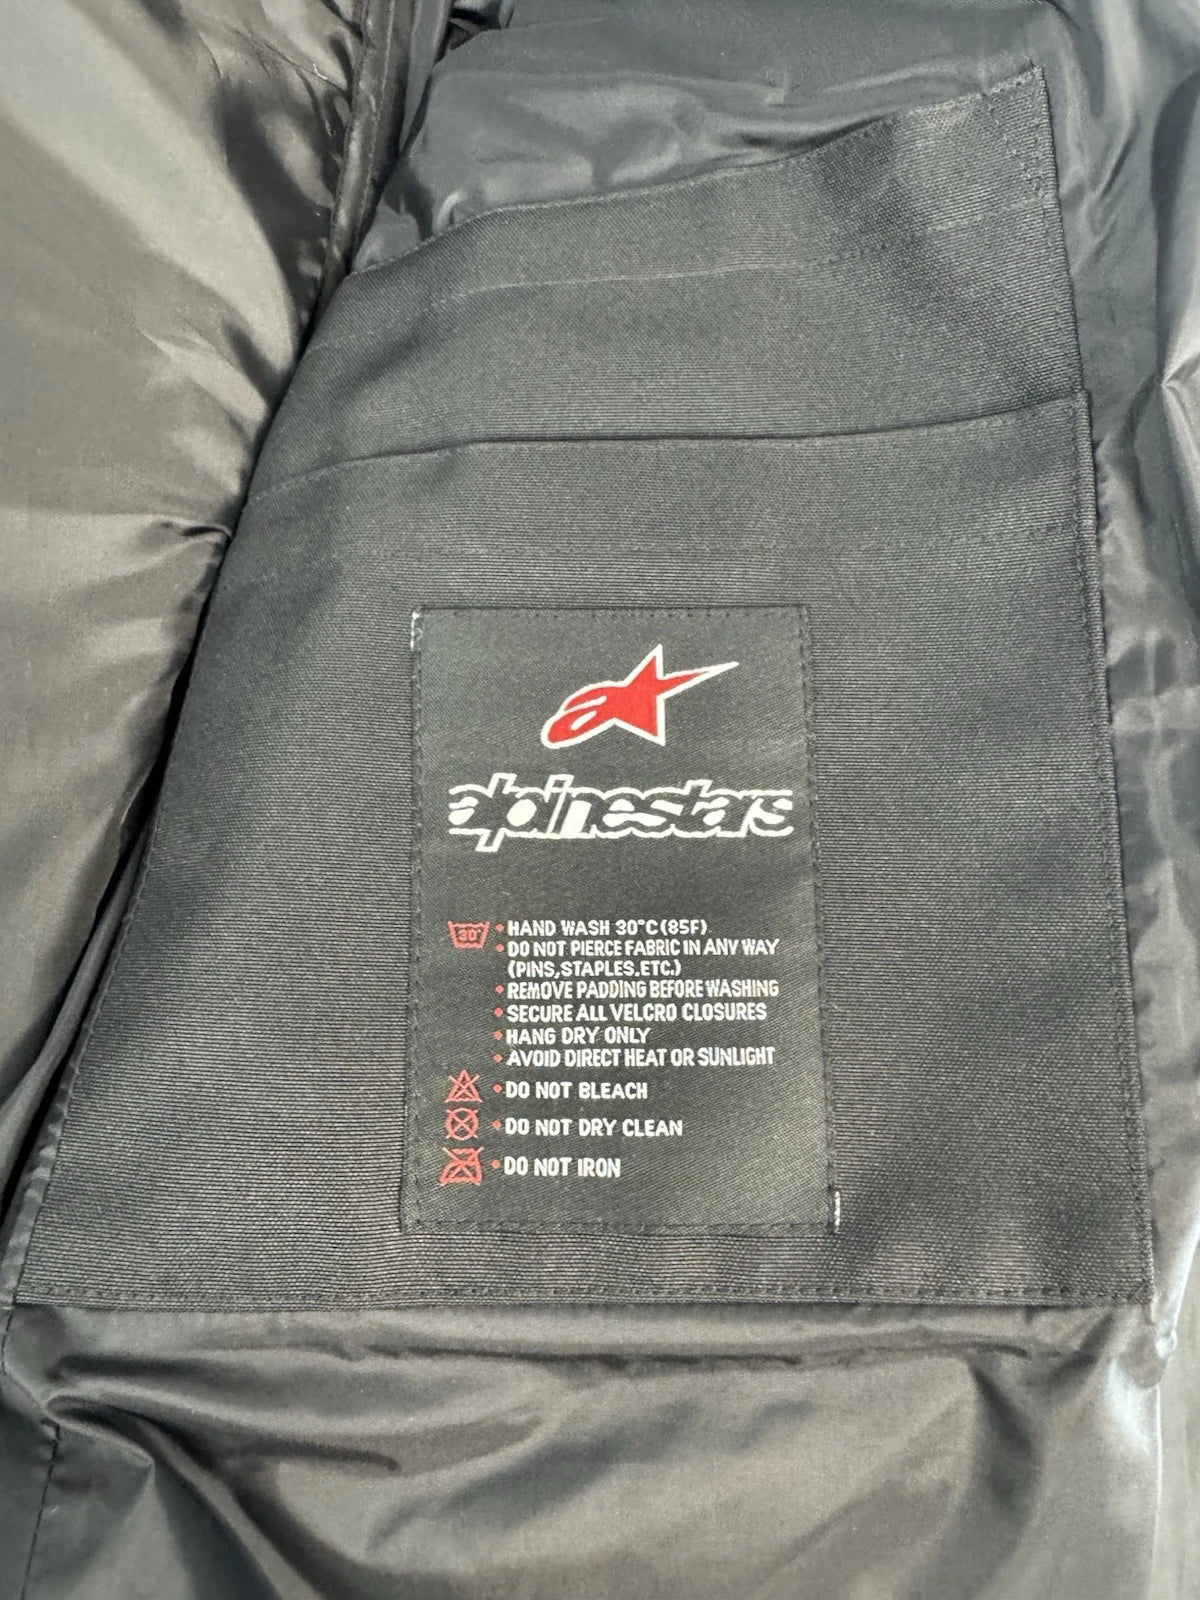 a
alpinestars
30°
• HAND WASH 30°C(85F)
• DO NOT PIERCE FABRIC IN ANY WAY
(PINS,STAPLES,ETC.)
• REMOVE PADDING BEFORE WASHING
• SECURE ALL VELCRO CLOSURES
• HANG DRY ONLY
• AVOID DIRECT HEAT OR SUNLIGHT
• DO NOT BLEACH
• DO NOT DRY CLEAN
• DO NOT IRON